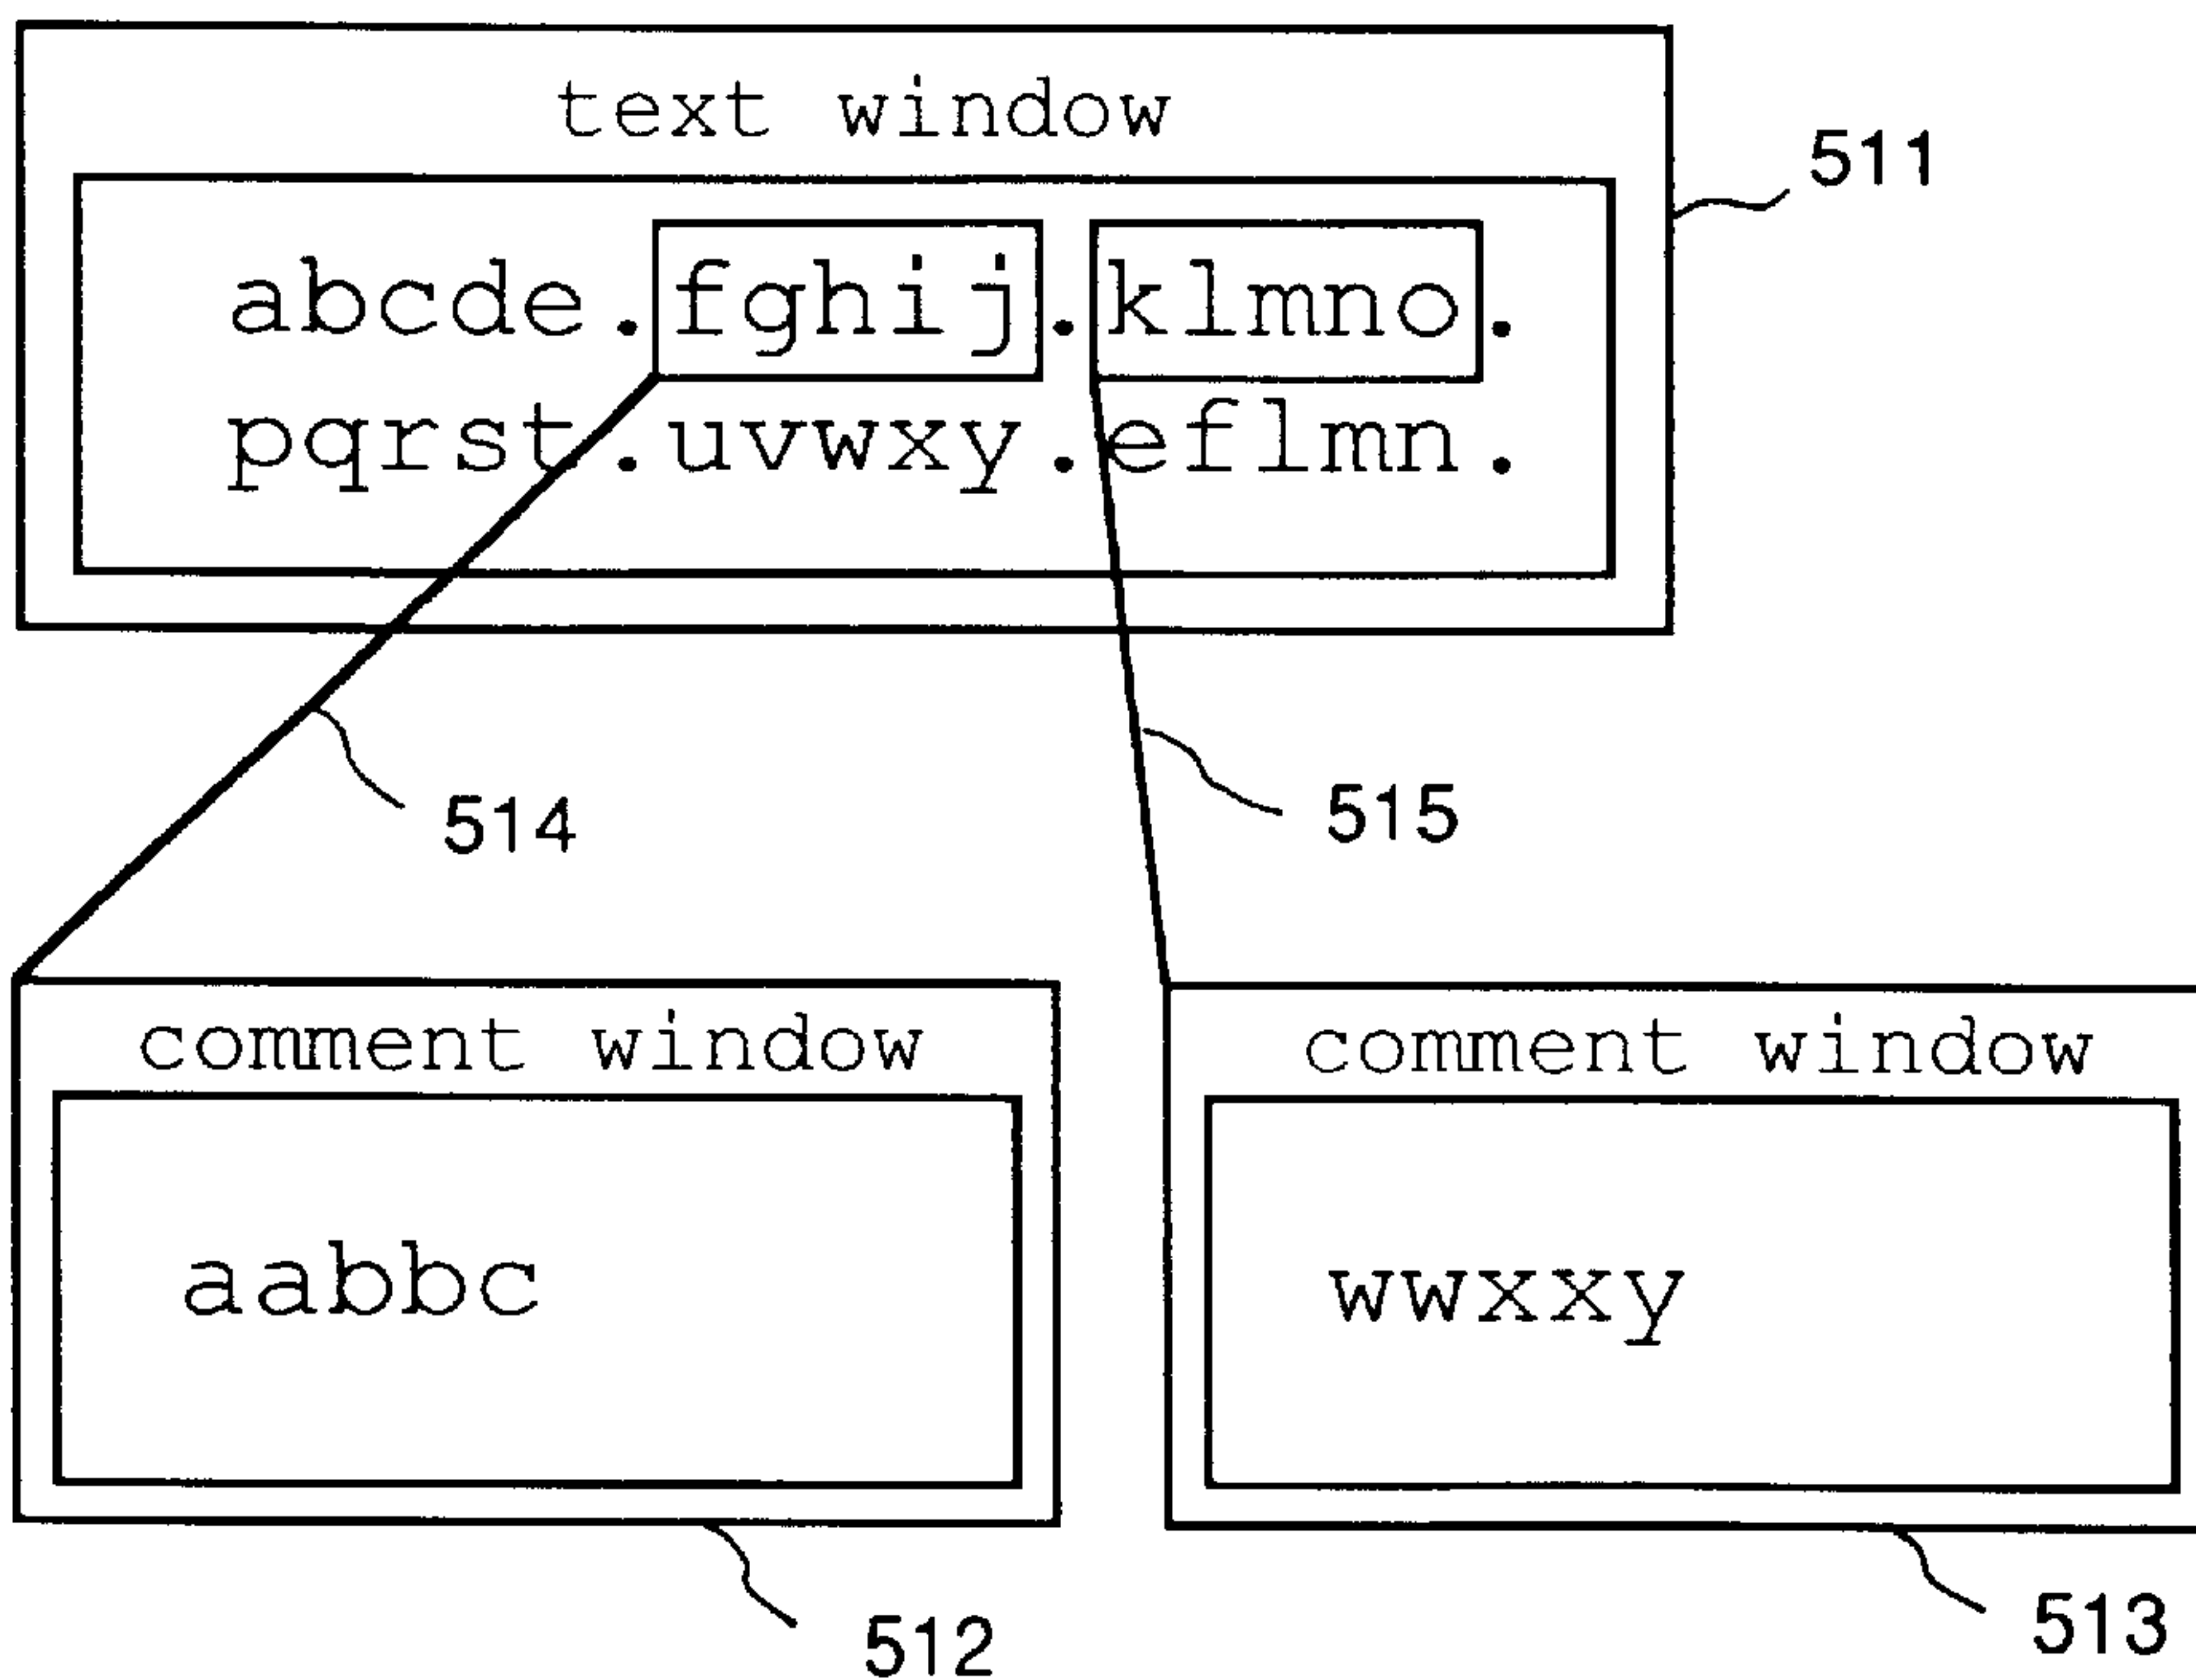 text window
511
abcde.fghij.klmno.
pqrst.uvwxy.eflmn.
514
515
comment window
aabbc
512
comment window
wwxxy
513